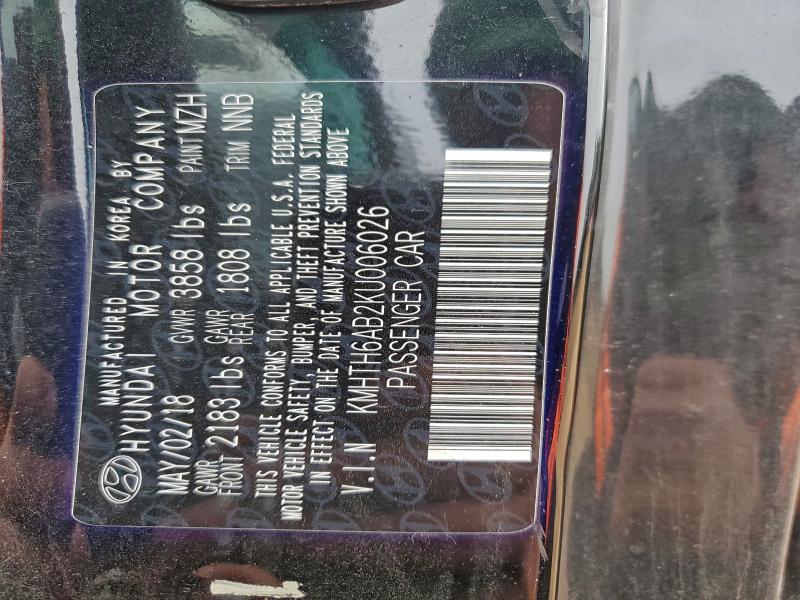 MANUFACTURED IN KOREA BY
HYUNDAI MOTOR COMPANY
MAY/02/18 GVWR 3858 lbs PAINT MZH
GAWR FRONT 2183 lbs GAWR REAR 1808 lbs TRIM NNB
THIS VEHICLE CONFORMS TO ALL APPLICABLE U.S.A. FEDERAL
MOTOR VEHICLE SAFETY, BUMPER, AND THEFT PREVENTION STANDARDS
IN EFFECT ON THE DATE OF MANUFACTURE SHOWN ABOVE
V.I.N KMHTH6AB2KU006026
PASSENGER CAR